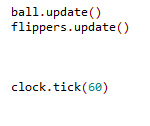 ball.update()
flippers.update()
clock.tick(60)